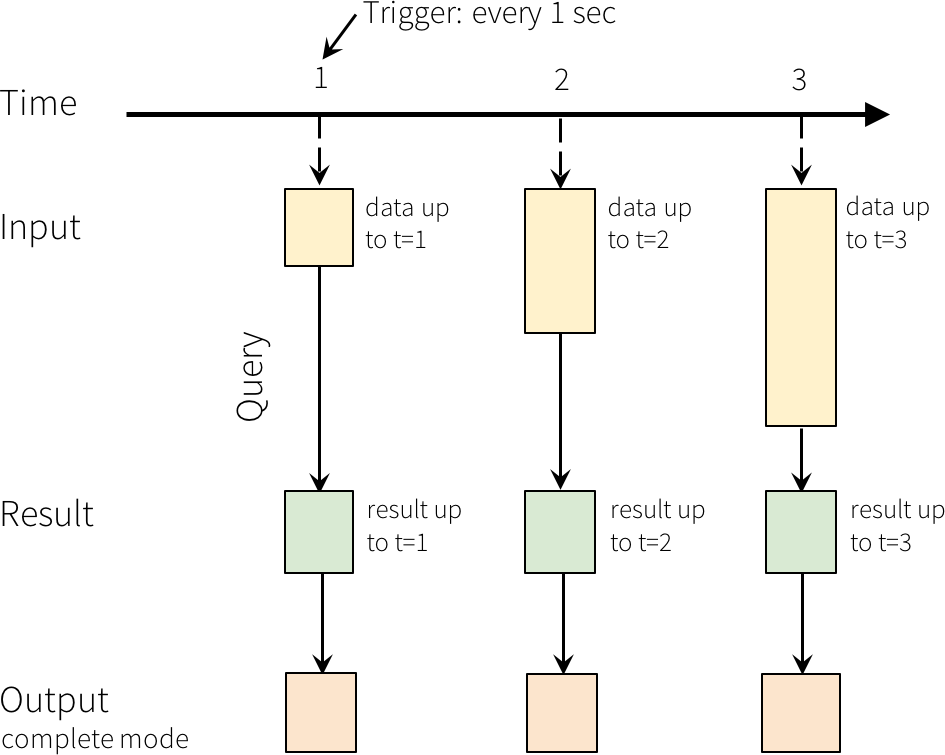 Trigger: every 1 sec
1
2
3
Time
Input
data up
to t=1
data up
to t=2
data up
to t=3
Query
Result
result up
to t=1
result up
to t=2
result up
to t=3
Output
complete mode